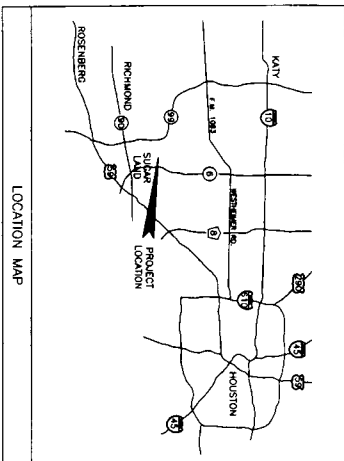 KATY
10
290
F.M. 1093
WESTHEIMER RD.
6
99
8
610
45
59
HOUSTON
RICHMOND
90
SUGAR
LAND
PROJECT
LOCATION
59
ROSENBERG
45
LOCATION MAP